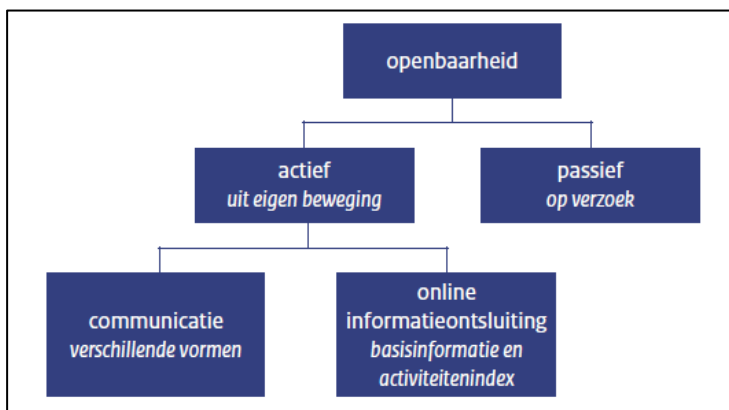 openbaarheid
actief
uit eigen beweging
passief
op verzoek
communicatie
verschillende vormen
online
informatieontsluiting
basisinformatie en
activiteitenindex